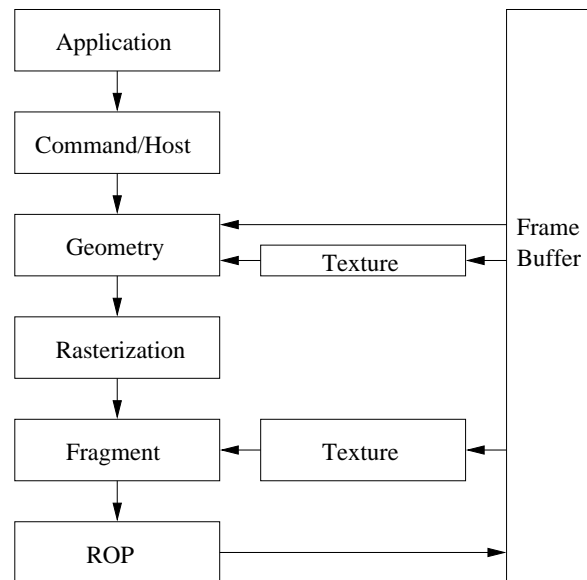 Application
Command/Host
Geometry
Texture
Frame
Buffer
Rasterization
Fragment
Texture
ROP